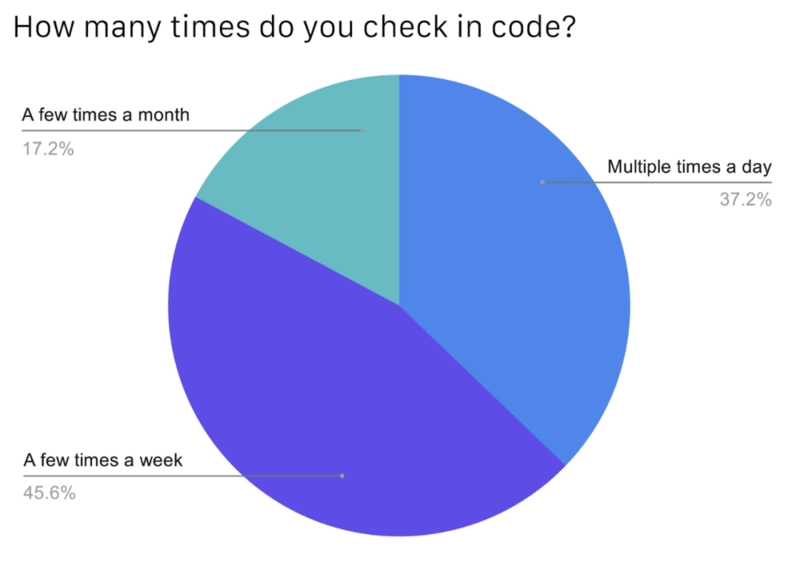 How many times do you check in code?
A few times a month
17.2%
Multiple times a day
37.2%
A few times a week
45.6%